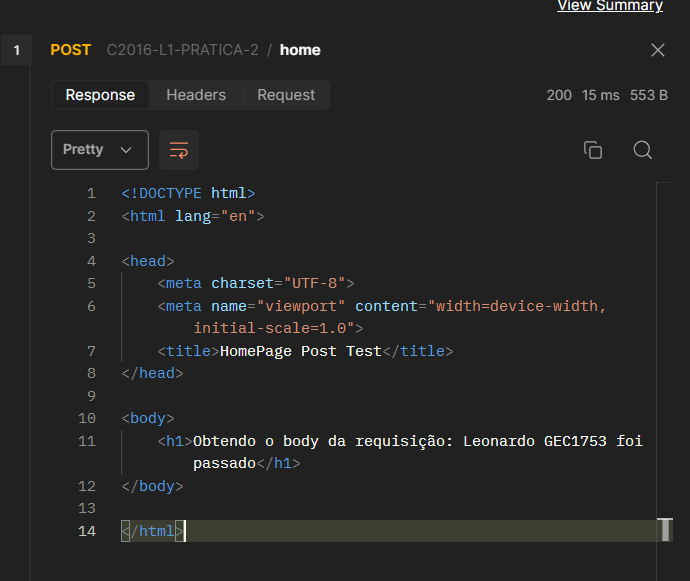 View Summary
1 POST C2016-L1-PRATICA-2 / home
Response Headers Request 200 15 ms 553 B
Pretty
1 <!DOCTYPE html>
2 <html lang="en">
3
4 <head>
5 <meta charset="UTF-8">
6 <meta name="viewport" content="width=device-width,
initial-scale=1.0">
7 <title>HomePage Post Test</title>
8 </head>
9
10 <body>
11 <h1>Obtendo o body da requisição: Leonardo GEC1753 foi
passado</h1>
12 </body>
13
14 </html>